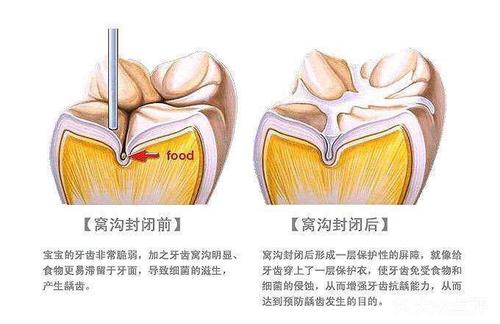 food
【窝沟封闭前】
宝宝的牙齿非常脆弱，加之牙齿窝沟明显、
食物更易滞留于牙面，导致细菌的滋生，
产生龋齿。
【窝沟封闭后】
窝沟封闭后形成一层保护性的屏障，就像给
牙齿穿上了一层保护衣，使牙齿免受食物和
细菌的侵蚀，从而增强牙齿抗龋能力，从而
达到预防龋齿发生的目的。